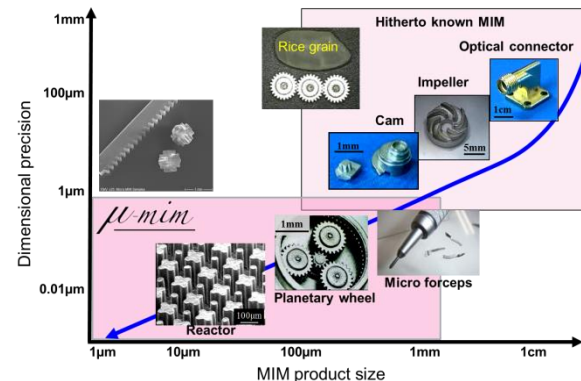 1mm
Hitherto known MIM
Rice grain
Optical connector
Impeller
1cm
100μm
Cam
1mm
5mm
Dimensional precision
1μm
μ-mim
1mm
Micro forceps
Planetary wheel
0.01μm
100μm
Reactor
1μm
10μm
100μm
1mm
1cm
MIM product size